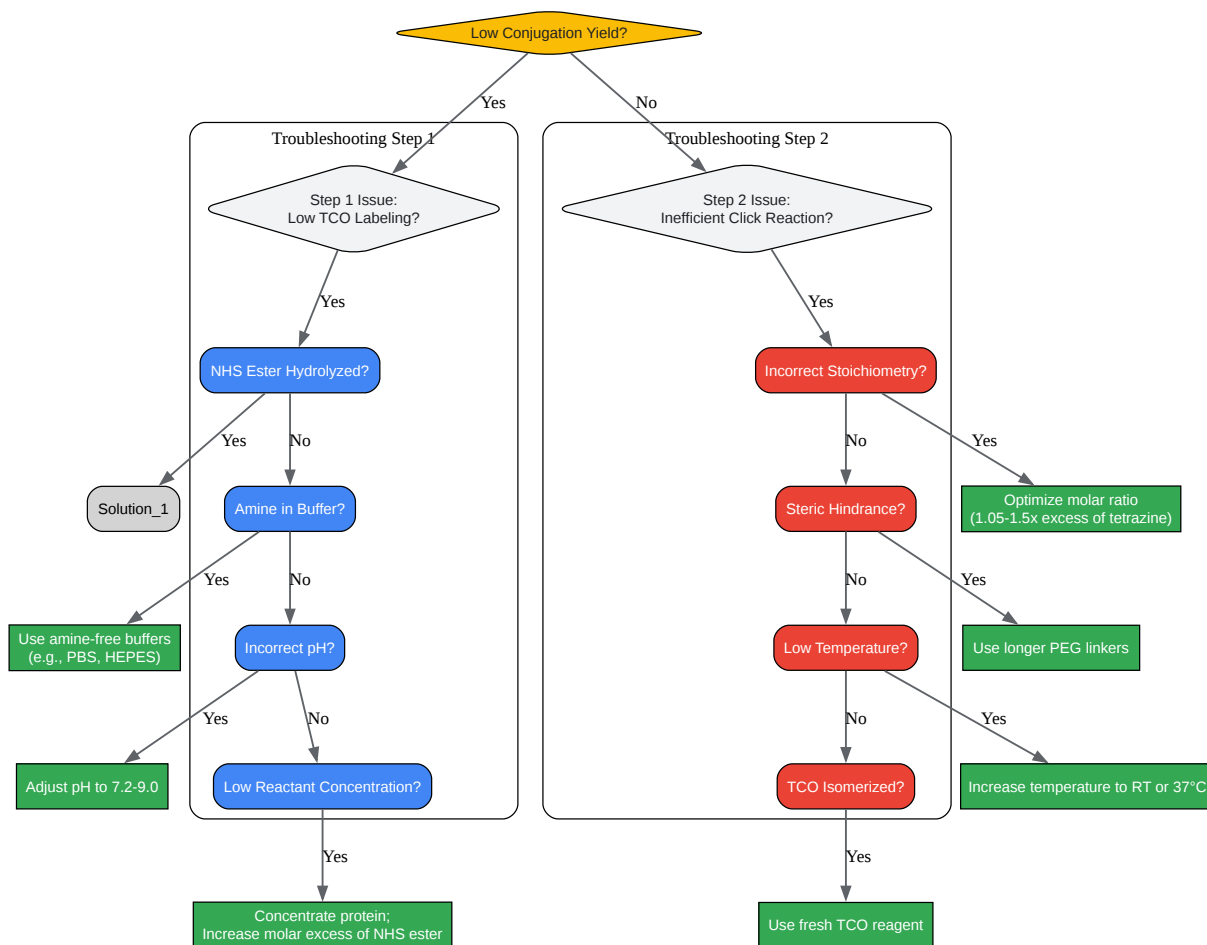 Low Conjugation Yield?
Yes
No
Troubleshooting Step 1
Troubleshooting Step 2
Step 1 Issue:
Low TCO Labeling?
Step 2 Issue:
Inefficient Click Reaction?
Yes
Yes
NHS Ester Hydrolyzed?
Incorrect Stoichiometry?
Yes
No
No
Yes
Solution_1
Amine in Buffer?
Steric Hindrance?
Optimize molar ratio
(1.05-1.5x excess of tetrazine)
Yes
No
No
Yes
Use amine-free buffers
(e.g., PBS, HEPES)
Incorrect pH?
Low Temperature?
Use longer PEG linkers
Yes
No
No
Yes
Adjust pH to 7.2-9.0
Low Reactant Concentration?
TCO Isomerized?
Increase temperature to RT or 37°C
Yes
Yes
Concentrate protein;
Increase molar excess of NHS ester
Use fresh TCO reagent